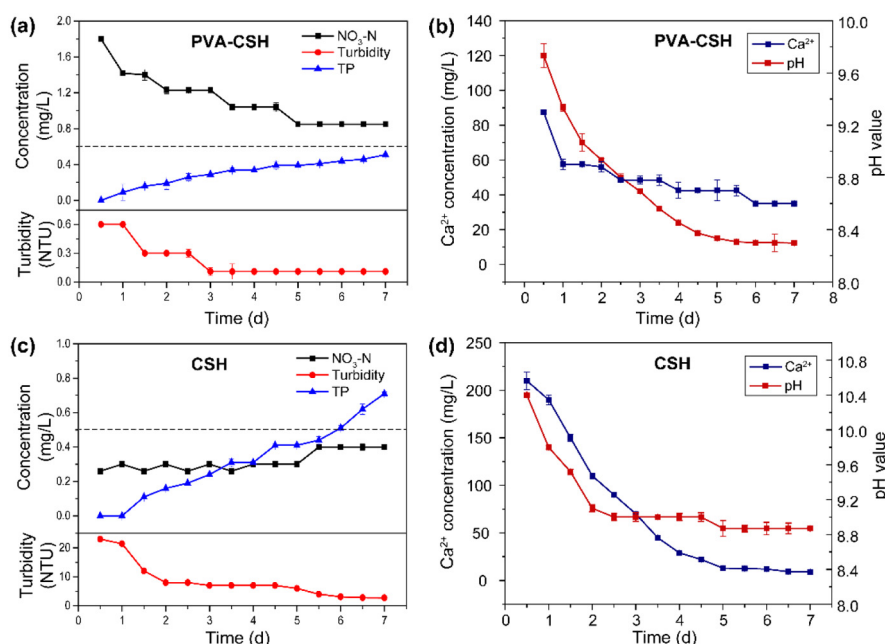 (a)
PVA-CSH
NO₃-N
Turbidity
TP
Concentration
(mg/L)
1.8
1.2
0.6
0.4
0.2
0.0
Turbidity
(NTU)
0.6
0.3
0.0
0 1 2 3 4 5 6 7
Time (d)
(b)
PVA-CSH
Ca²⁺
pH
Ca²⁺ concentration (mg/L)
140
120
100
80
60
40
20
0
pH value
10.0
9.6
9.2
8.8
8.4
8.0
0 1 2 3 4 5 6 7 8
Time (d)
(c)
CSH
NO₃-N
Turbidity
TP
Concentration
(mg/L)
0.8
0.6
0.4
0.2
0.0
Turbidity
(NTU)
20
10
0
0 1 2 3 4 5 6 7
Time (d)
(d)
CSH
Ca²⁺
pH
Ca²⁺ concentration (mg/L)
250
200
150
100
50
0
pH value
10.8
10.4
10.0
9.6
9.2
8.8
8.4
8.0
0 1 2 3 4 5 6 7
Time (d)